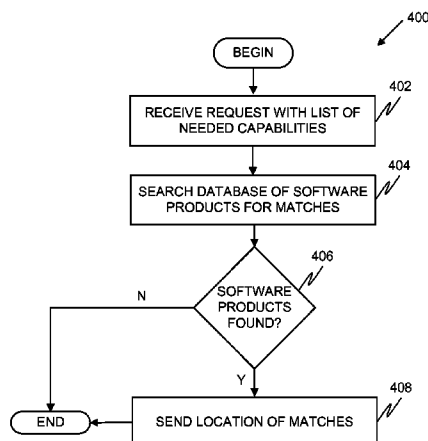 400
BEGIN
402
RECEIVE REQUEST WITH LIST OF
NEEDED CAPABILITIES
404
SEARCH DATABASE OF SOFTWARE
PRODUCTS FOR MATCHES
406
SOFTWARE
PRODUCTS
FOUND?
N
Y
408
END
SEND LOCATION OF MATCHES